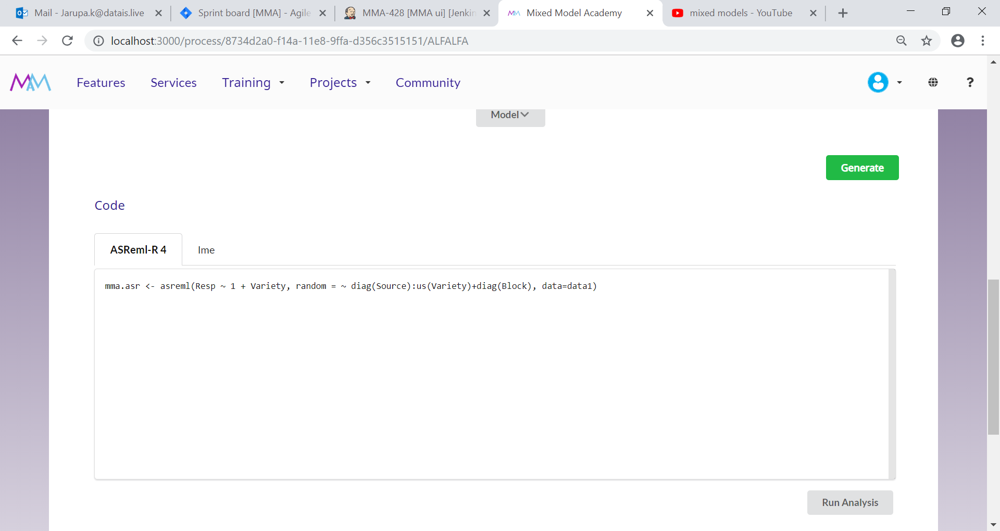 Mail - Jarupa.k@datais.live
Sprint board [MMA] - Agile
MMA-428 [MMA ui] [Jenkin
Mixed Model Academy
mixed models - YouTube
localhost:3000/process/8734d2a0-f14a-11e8-9ffa-d356c3515151/ALFALFA
MAM
Features
Services
Training
Projects
Community
?
Model
Generate
Code
ASReml-R 4
lme
mma.asr <- asreml(Resp ~ 1 + Variety, random = ~ diag(Source):us(Variety)+diag(Block), data=data1)
Run Analysis